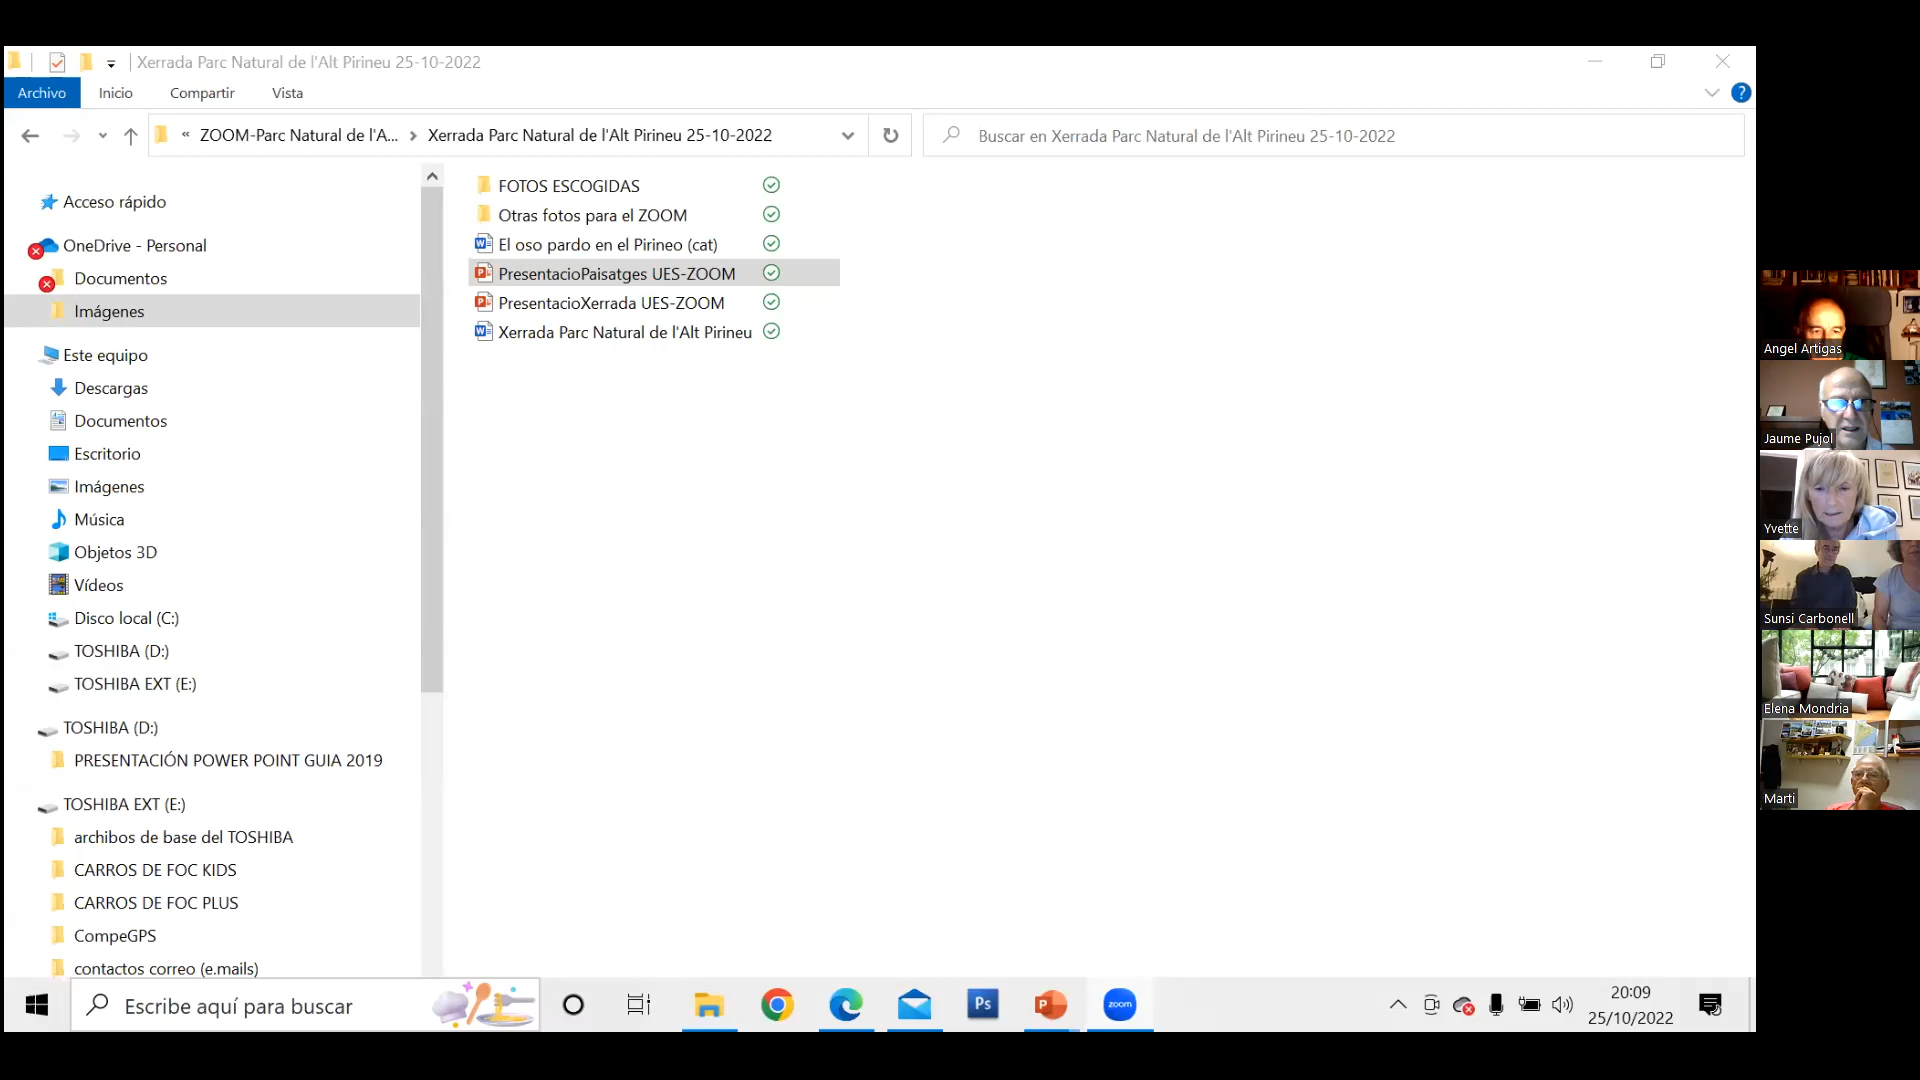 Xerrada Parc Natural de l'Alt Pirineu 25-10-2022
Archivo Inicio Compartir Vista
?
« ZOOM-Parc Natural de l'A... Xerrada Parc Natural de l'Alt Pirineu 25-10-2022
Buscar en Xerrada Parc Natural de l'Alt Pirineu 25-10-2022
Acceso rápido
OneDrive - Personal
Documentos
Imágenes
Este equipo
Descargas
Documentos
Escritorio
Imágenes
Música
Objetos 3D
Vídeos
Disco local (C:)
TOSHIBA (D:)
TOSHIBA EXT (E:)
TOSHIBA (D:)
PRESENTACIÓN POWER POINT GUIA 2019
TOSHIBA EXT (E:)
archibos de base del TOSHIBA
CARROS DE FOC KIDS
CARROS DE FOC PLUS
CompeGPS
contactos correo (e.mails)
FOTOS ESCOGIDAS
Otras fotos para el ZOOM
El oso pardo en el Pirineo (cat)
PresentacioPaisatges UES-ZOOM
PresentacioXerrada UES-ZOOM
Xerrada Parc Natural de l'Alt Pirineu
Angel Artigas
Jaume Pujol
Yvette
Sunsi Carbonell
Elena Mondria
Marti
Escribe aquí para buscar
Ps
P
zoom
20:09
25/10/2022